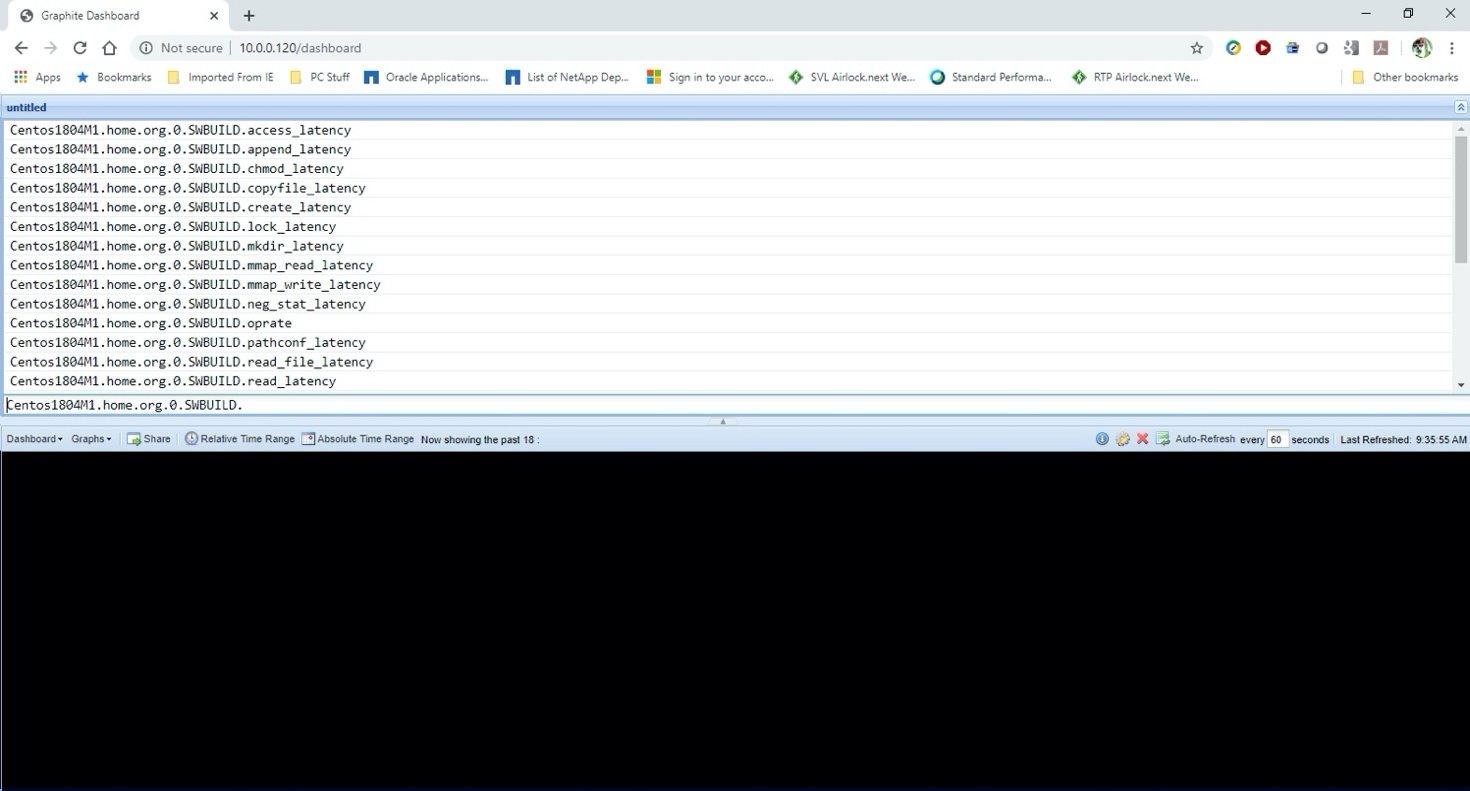 Graphite Dashboard
Not secure 10.0.0.120/dashboard
Apps Bookmarks Imported From IE PC Stuff Oracle Applications... List of NetApp Dep... Sign in to your acco... SVL Airlock.next We... Standard Performa... RTP Airlock.next We... Other bookmarks
untitled
Centos1804M1.home.org.0.SWBUILD.access_latency
Centos1804M1.home.org.0.SWBUILD.append_latency
Centos1804M1.home.org.0.SWBUILD.chmod_latency
Centos1804M1.home.org.0.SWBUILD.copyfile_latency
Centos1804M1.home.org.0.SWBUILD.create_latency
Centos1804M1.home.org.0.SWBUILD.lock_latency
Centos1804M1.home.org.0.SWBUILD.mkdir_latency
Centos1804M1.home.org.0.SWBUILD.mmap_read_latency
Centos1804M1.home.org.0.SWBUILD.mmap_write_latency
Centos1804M1.home.org.0.SWBUILD.neg_stat_latency
Centos1804M1.home.org.0.SWBUILD.oprate
Centos1804M1.home.org.0.SWBUILD.pathconf_latency
Centos1804M1.home.org.0.SWBUILD.read_file_latency
Centos1804M1.home.org.0.SWBUILD.read_latency
Centos1804M1.home.org.0.SWBUILD.
Dashboard Graphs Share Relative Time Range Absolute Time Range Now showing the past 18 : Auto-Refresh every 60 seconds Last Refreshed: 9:35:55 AM